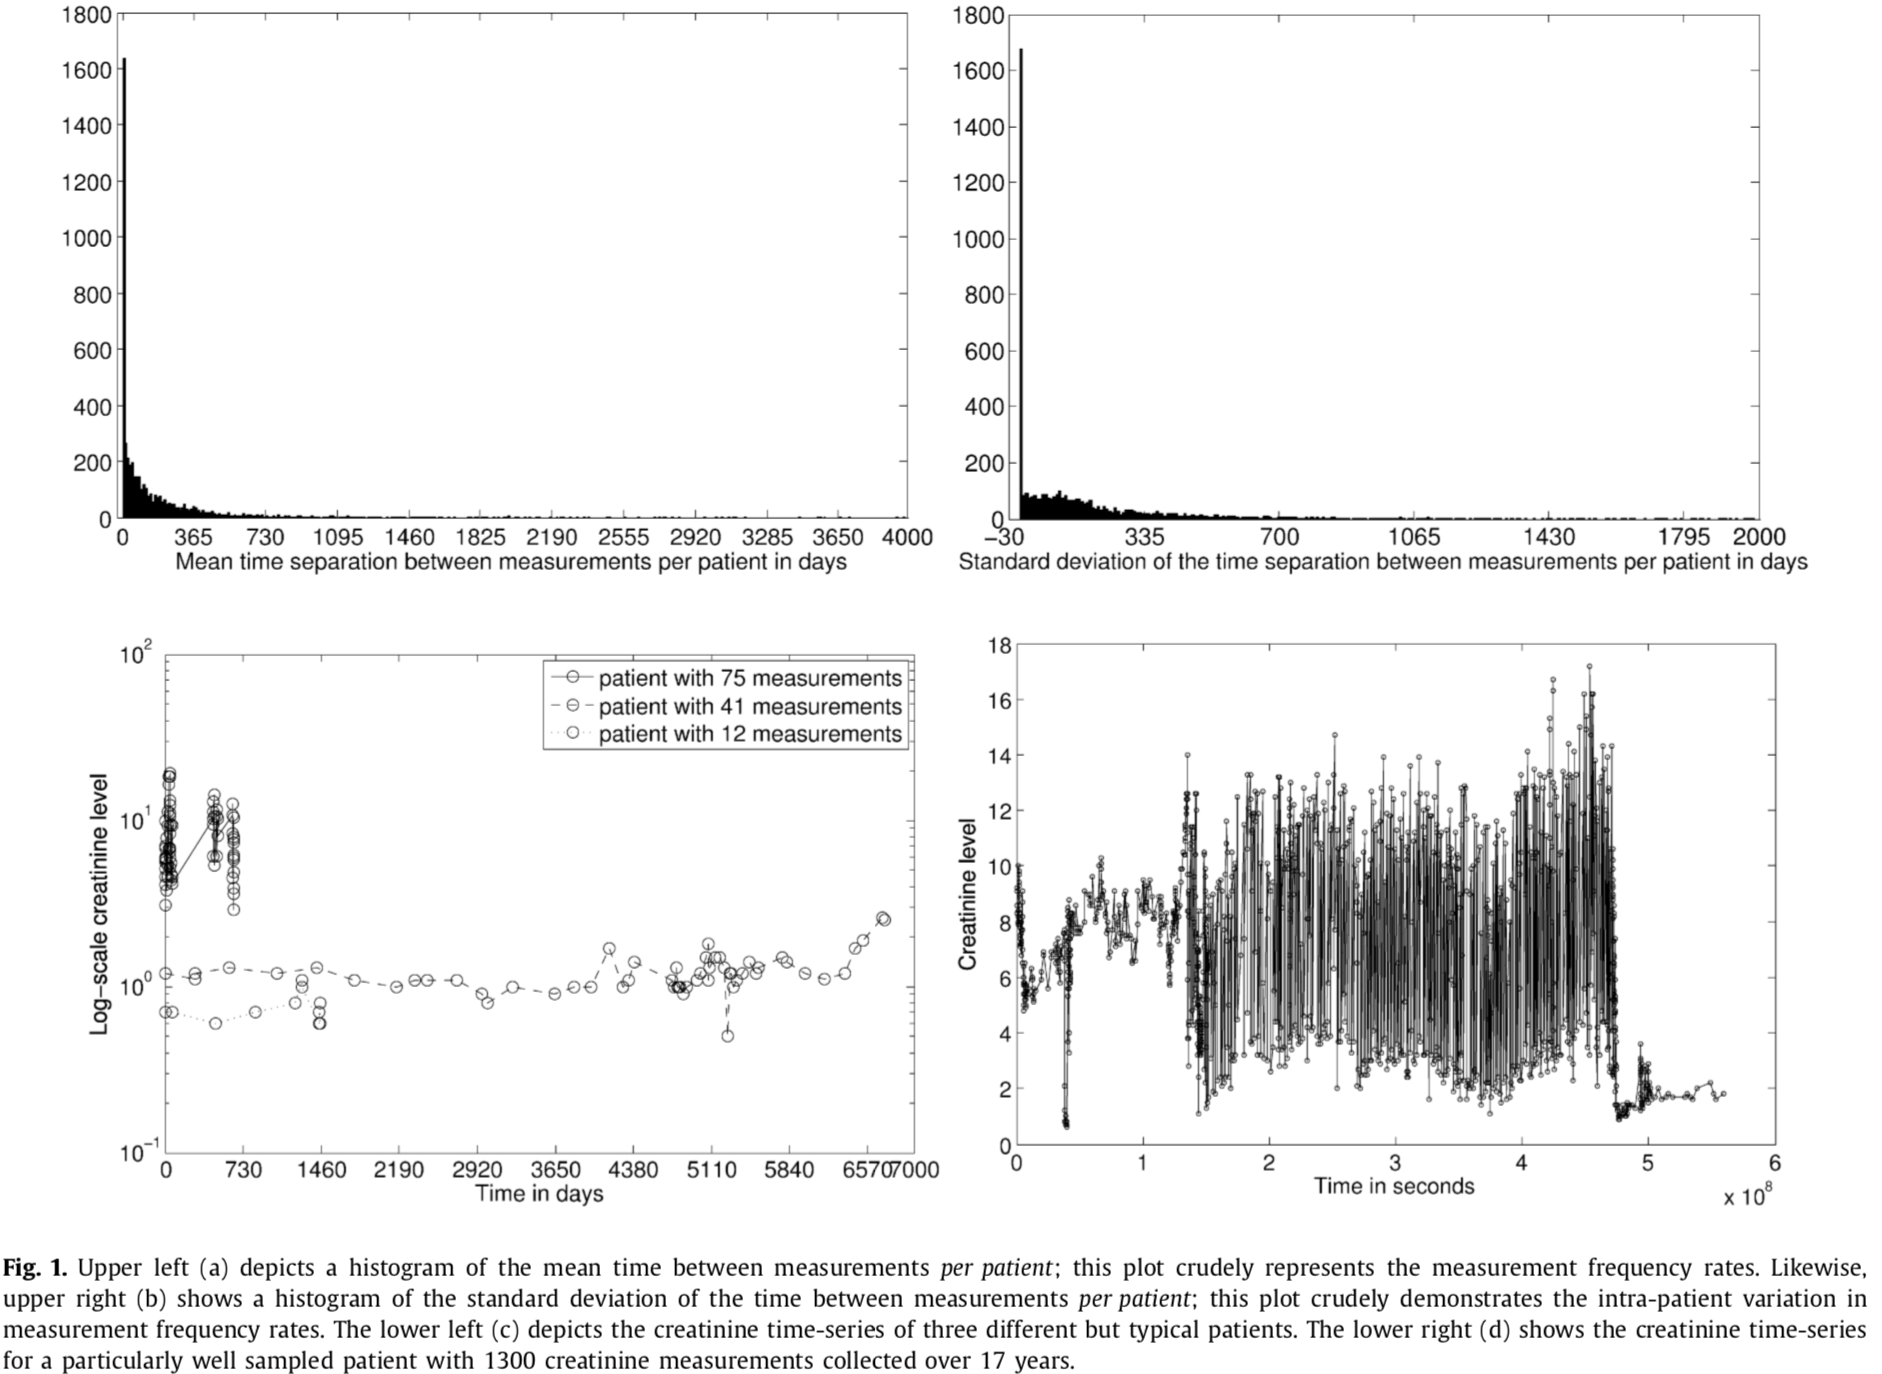 1800
1600
1400
1200
1000
800
600
400
200
0
0 365 730 1095 1460 1825 2190 2555 2920 3285 3650 4000
Mean time separation between measurements per patient in days
1800
1600
1400
1200
1000
800
600
400
200
0
−30 335 700 1065 1430 1795 2000
Standard deviation of the time separation between measurements per patient in days
10²
10¹
10⁰
10⁻¹
Log−scale creatinine level
patient with 75 measurements
patient with 41 measurements
patient with 12 measurements
0 730 1460 2190 2920 3650 4380 5110 5840 6570 7000
Time in days
18
16
14
12
10
8
6
4
2
0
Creatinine level
0 1 2 3 4 5 6
Time in seconds
x 10⁸
Fig. 1. Upper left (a) depicts a histogram of the mean time between measurements per patient; this plot crudely represents the measurement frequency rates. Likewise,
upper right (b) shows a histogram of the standard deviation of the time between measurements per patient; this plot crudely demonstrates the intra-patient variation in
measurement frequency rates. The lower left (c) depicts the creatinine time-series of three different but typical patients. The lower right (d) shows the creatinine time-series
for a particularly well sampled patient with 1300 creatinine measurements collected over 17 years.